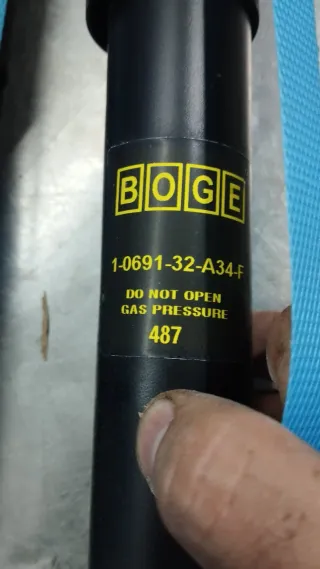 BOGE
1-0691-32-A34-F
DO NOT OPEN
GAS PRESSURE
487